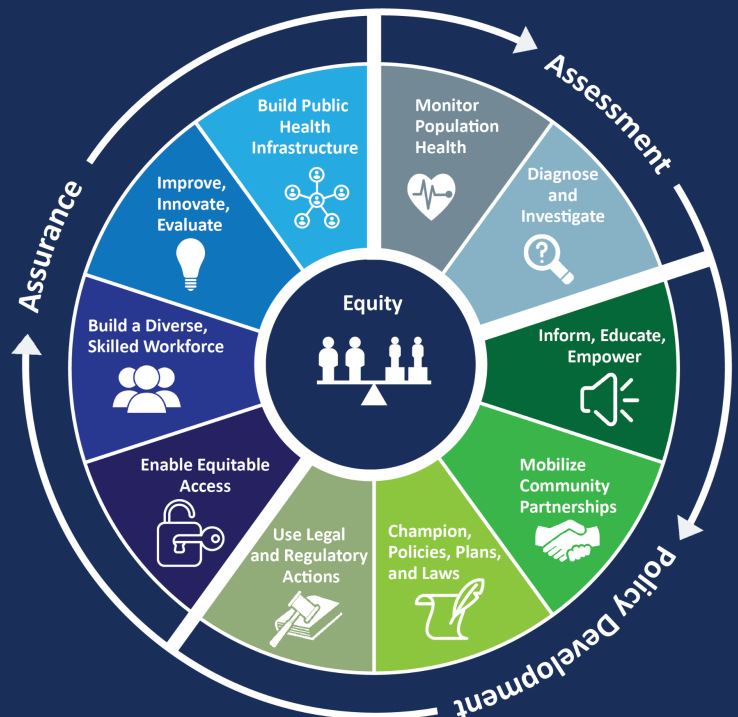 Assessment
Monitor
Population
Health
Diagnose
and
Investigate
Policy Development
Inform, Educate,
Empower
Mobilize
Community
Partnerships
Champion,
Policies, Plans,
and Laws
Use Legal
and Regulatory
Actions
Assurance
Enable Equitable
Access
Build a Diverse,
Skilled Workforce
Improve,
Innovate,
Evaluate
Build Public
Health
Infrastructure
Equity
?